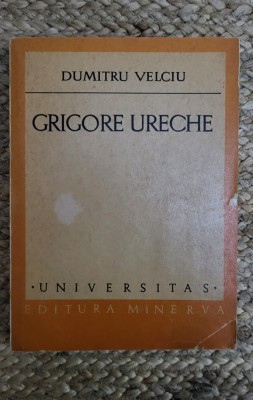 DUMITRU VELCIU
GRIGORE URECHE
• UNIVERSITAS •
EDITURA MINERVA